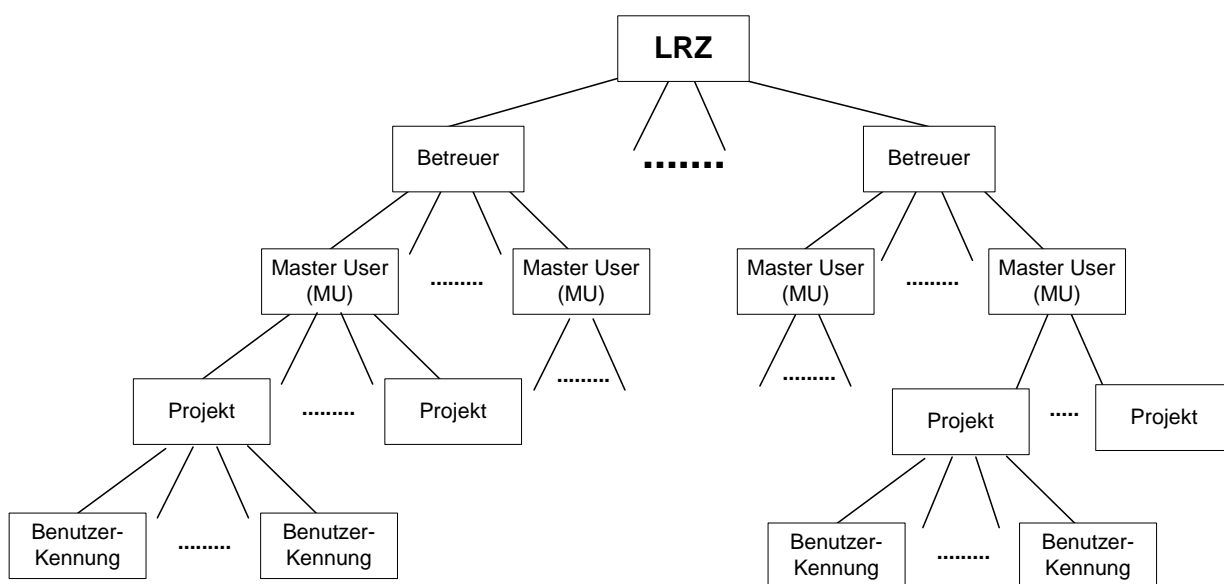 LRZ
Betreuer ....... Betreuer
Master User
(MU)
.........
Master User
(MU)
Master User
(MU)
.........
Master User
(MU)
......... .........
Projekt ......... Projekt
Projekt ..... Projekt
Benutzer-
Kennung
.........
Benutzer-
Kennung
Benutzer-
Kennung
.........
Benutzer-
Kennung